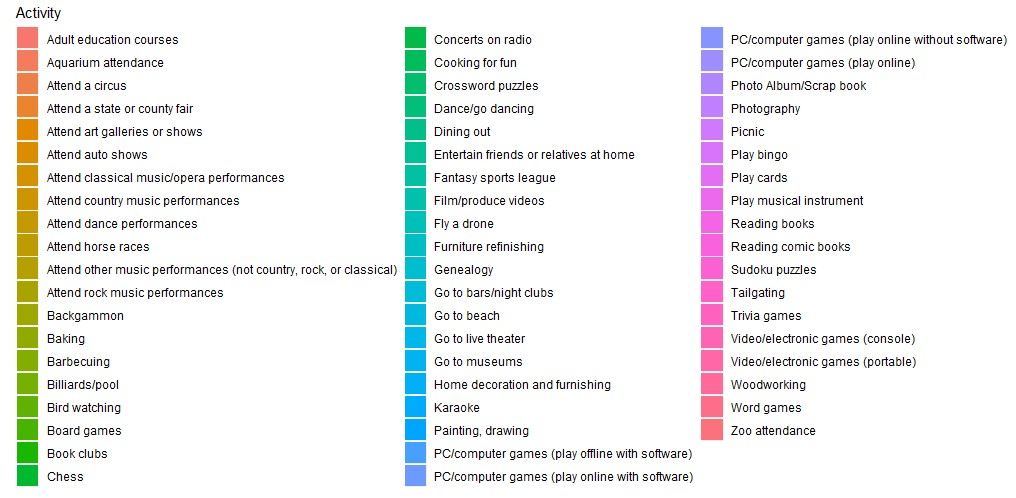 Activity
Adult education courses
Aquarium attendance
Attend a circus
Attend a state or county fair
Attend art galleries or shows
Attend auto shows
Attend classical music/opera performances
Attend country music performances
Attend dance performances
Attend horse races
Attend other music performances (not country, rock, or classical)
Attend rock music performances
Backgammon
Baking
Barbecuing
Billiards/pool
Bird watching
Board games
Book clubs
Chess
Concerts on radio
Cooking for fun
Crossword puzzles
Dance/go dancing
Dining out
Entertain friends or relatives at home
Fantasy sports league
Film/produce videos
Fly a drone
Furniture refinishing
Genealogy
Go to bars/night clubs
Go to beach
Go to live theater
Go to museums
Home decoration and furnishing
Karaoke
Painting, drawing
PC/computer games (play offline with software)
PC/computer games (play online with software)
PC/computer games (play online without software)
PC/computer games (play online)
Photo Album/Scrap book
Photography
Picnic
Play bingo
Play cards
Play musical instrument
Reading books
Reading comic books
Sudoku puzzles
Tailgating
Trivia games
Video/electronic games (console)
Video/electronic games (portable)
Woodworking
Word games
Zoo attendance